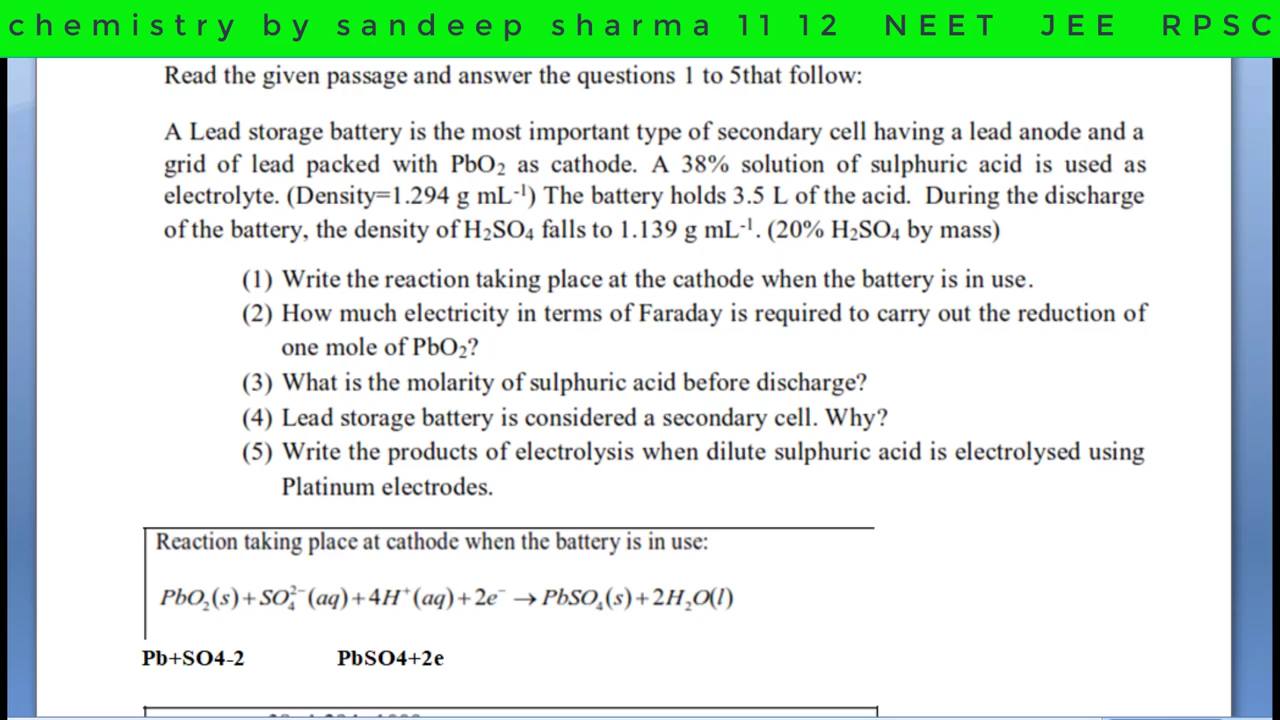 chemistry by sandeep sharma 11 12 NEET JEE RPSC
Read the given passage and answer the questions 1 to 5that follow:
A Lead storage battery is the most important type of secondary cell having a lead anode and a
grid of lead packed with PbO₂ as cathode. A 38% solution of sulphuric acid is used as
electrolyte. (Density=1.294 g mL⁻¹) The battery holds 3.5 L of the acid. During the discharge
of the battery, the density of H₂SO₄ falls to 1.139 g mL⁻¹. (20% H₂SO₄ by mass)
(1) Write the reaction taking place at the cathode when the battery is in use.
(2) How much electricity in terms of Faraday is required to carry out the reduction of
one mole of PbO₂?
(3) What is the molarity of sulphuric acid before discharge?
(4) Lead storage battery is considered a secondary cell. Why?
(5) Write the products of electrolysis when dilute sulphuric acid is electrolysed using
Platinum electrodes.
Reaction taking place at cathode when the battery is in use:
PbO₂(s)+SO₄²⁻(aq)+4H⁺(aq)+2e⁻ → PbSO₄(s)+2H₂O(l)
Pb+SO4-2 PbSO4+2e